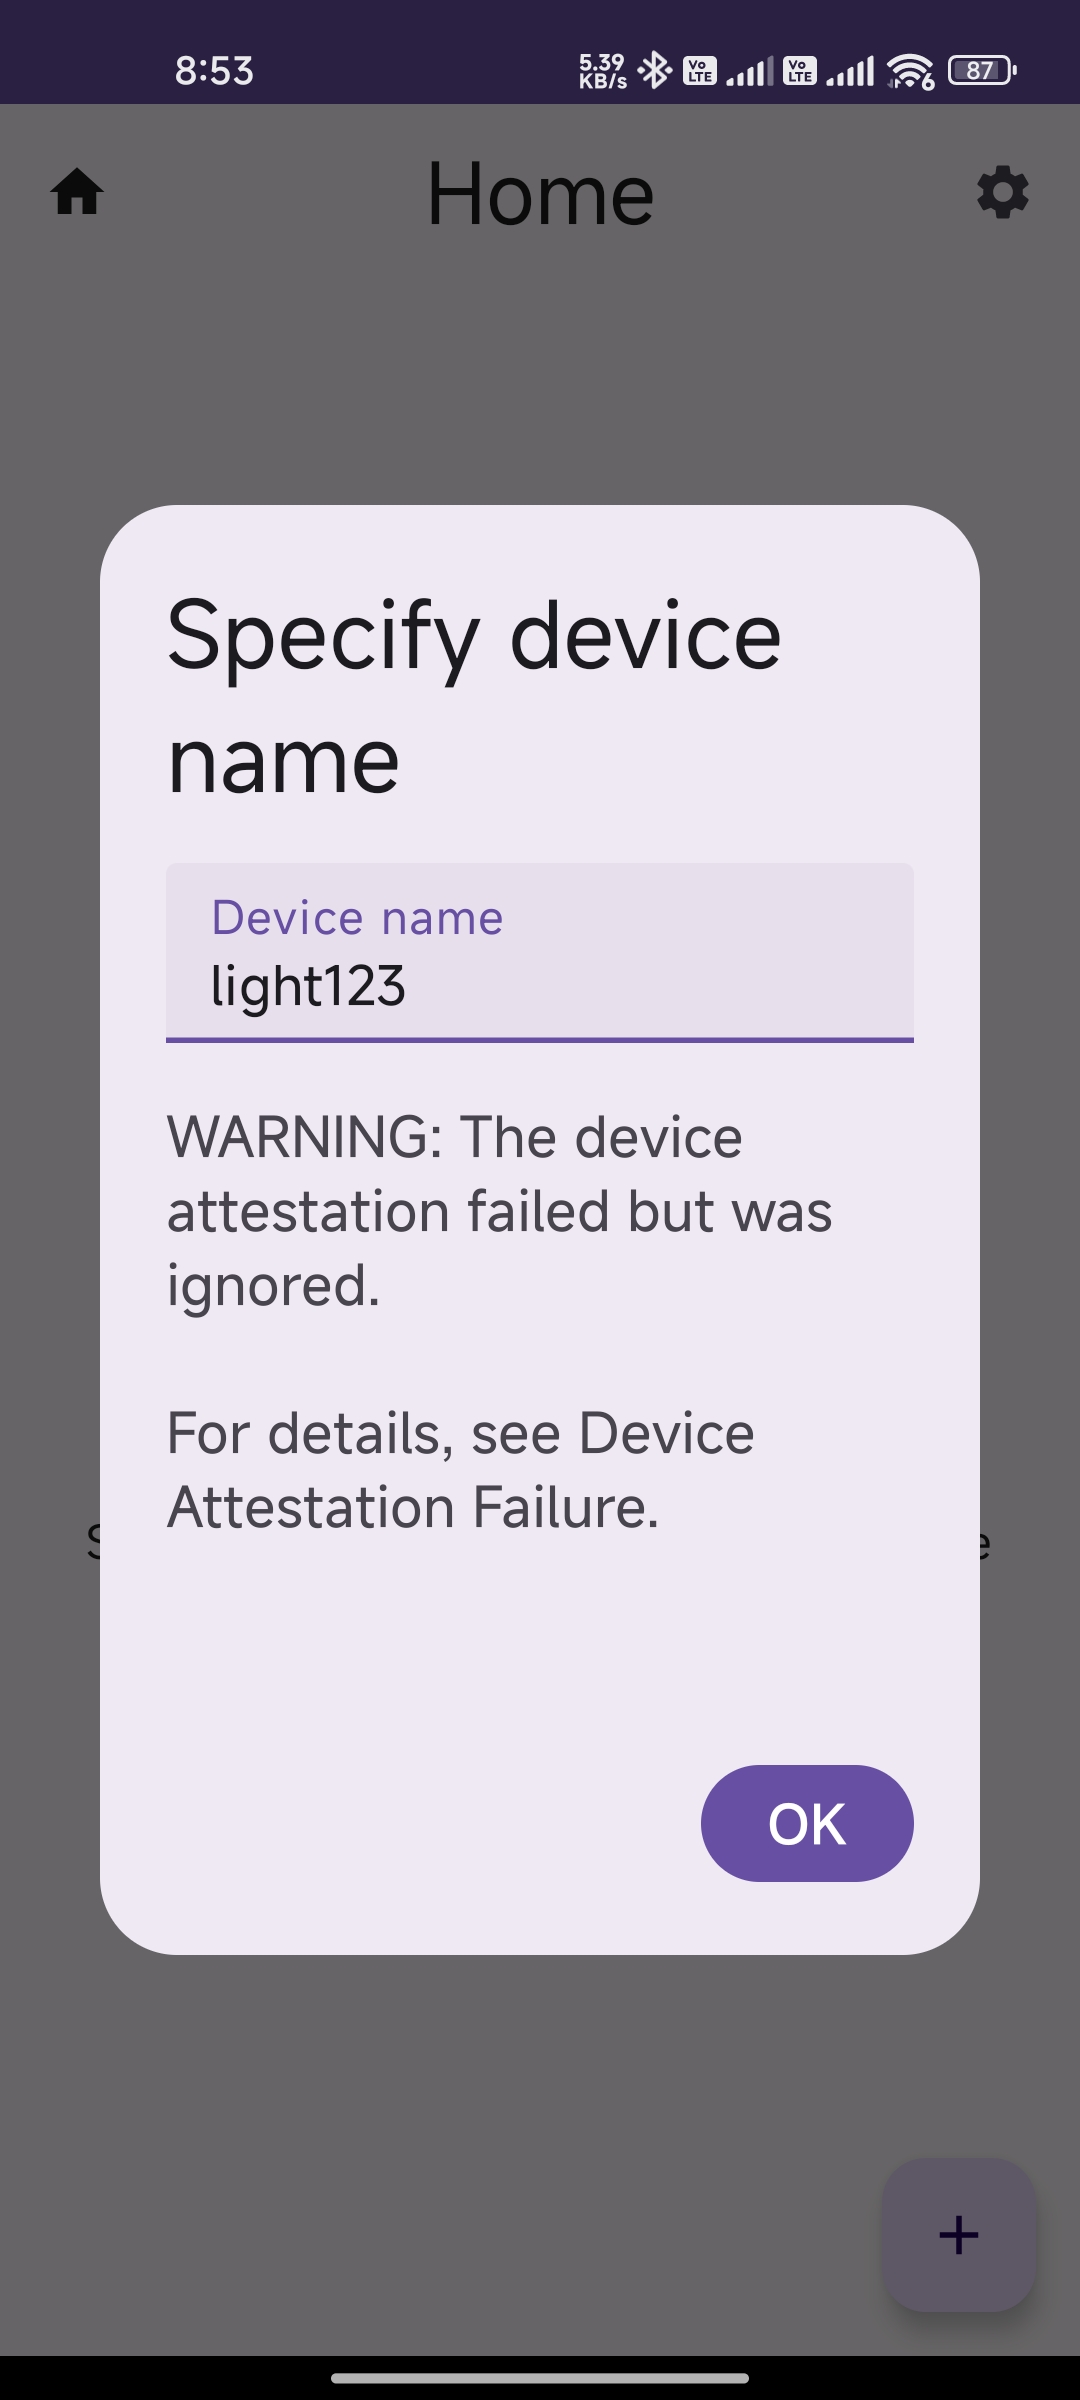 8:53
5.39
KB/s
Vo
LTE
Vo
LTE
6
87
Home
Specify device
name
Device name
light123
WARNING: The device
attestation failed but was
ignored.
For details, see Device
Attestation Failure.
S
e
OK